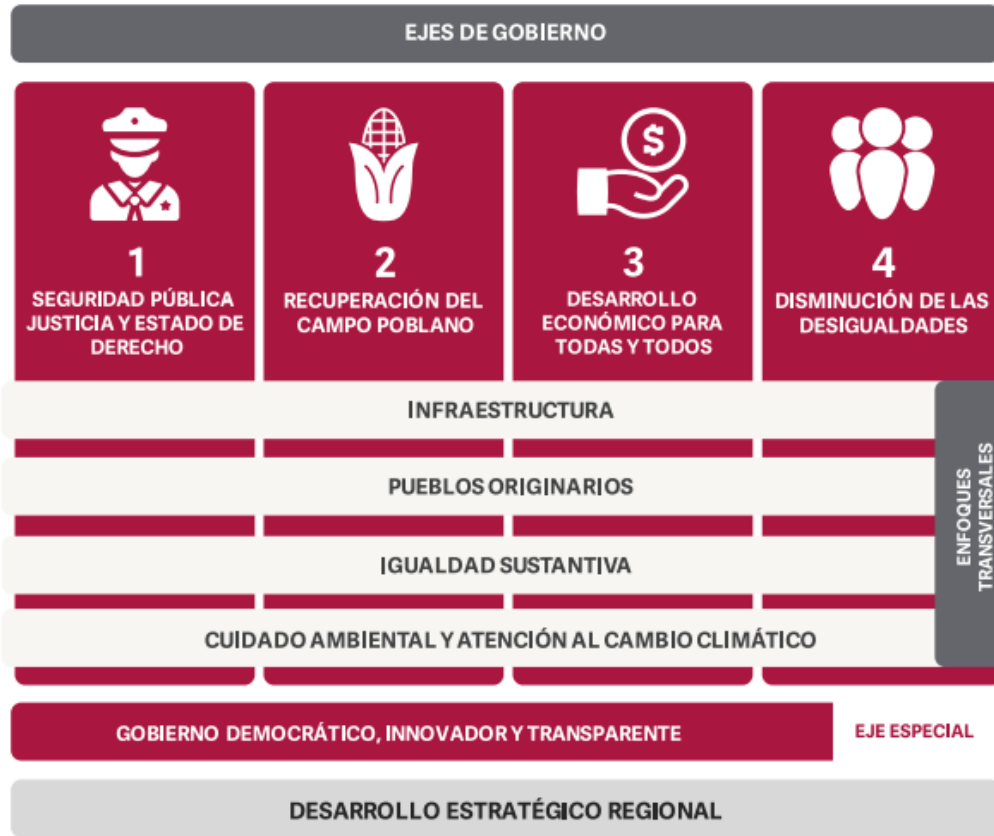 EJES DE GOBIERNO
1
SEGURIDAD PÚBLICA
JUSTICIA Y ESTADO DE
DERECHO
2
RECUPERACIÓN DEL
CAMPO POBLANO
$
3
DESARROLLO
ECONÓMICO PARA
TODAS Y TODOS
4
DISMINUCIÓN DE LAS
DESIGUALDADES
INFRAESTRUCTURA
PUEBLOS ORIGINARIOS
IGUALDAD SUSTANTIVA
CUIDADO AMBIENTAL Y ATENCIÓN AL CAMBIO CLIMÁTICO
ENFOQUES
TRANSVERSALES
GOBIERNO DEMOCRÁTICO, INNOVADOR Y TRANSPARENTE
EJE ESPECIAL
DESARROLLO ESTRATÉGICO REGIONAL